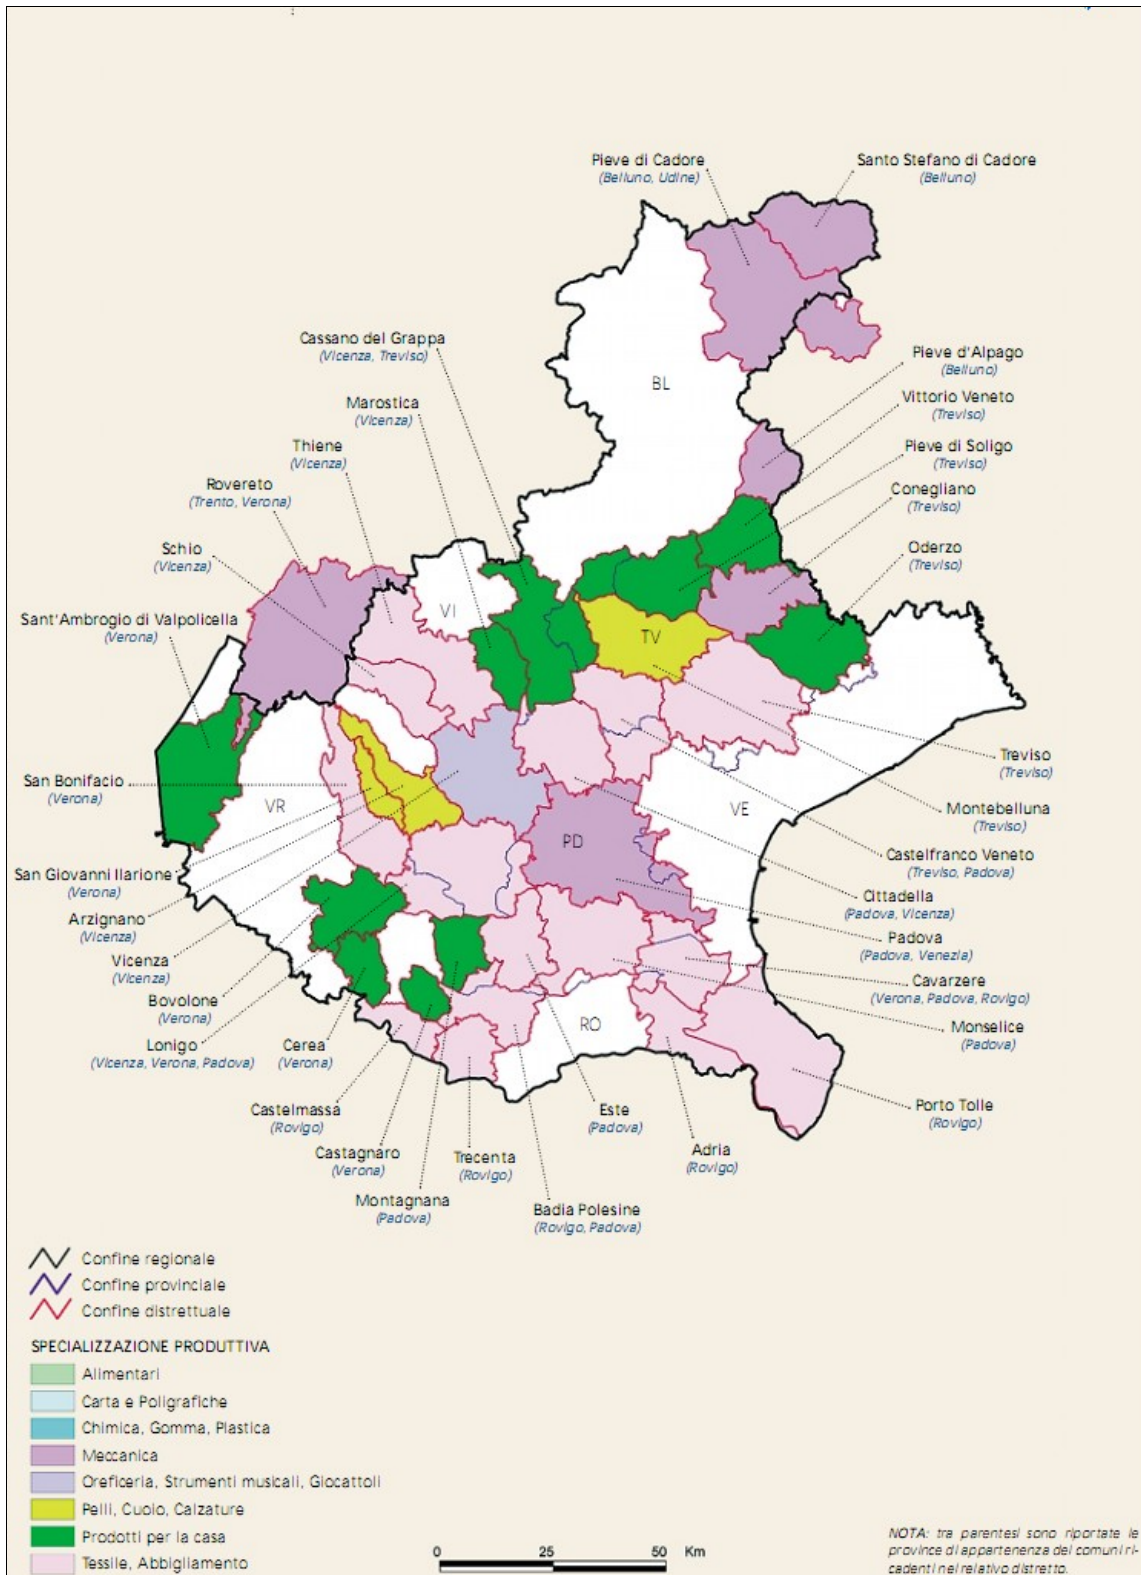 Pieve di Cadore
(Belluno, Udine)
Santo Stefano di Cadore
(Belluno)
Cassano del Grappa
(Vicenza, Treviso)
Pieve d'Alpago
(Belluno)
BL
Marostica
(Vicenza)
Vittorio Veneto
(Treviso)
Thiene
(Vicenza)
Pieve di Soligo
(Treviso)
Rovereto
(Trento, Verona)
Conegliano
(Treviso)
Schio
(Vicenza)
Oderzo
(Treviso)
Sant'Ambrogio di Valpolicella
(Verona)
VI
TV
Treviso
(Treviso)
San Bonifacio
(Verona)
VR
VE
Montebelluna
(Treviso)
PD
Castelfranco Veneto
(Treviso, Padova)
San Giovanni Ilarione
(Verona)
Cittadella
(Padova, Vicenza)
Arzignano
(Vicenza)
Padova
(Padova, Venezia)
Vicenza
(Vicenza)
Cavarzere
(Verona, Padova, Rovigo)
Bovolone
(Verona)
RO
Monselice
(Padova)
Lonigo
(Vicenza, Verona, Padova)
Cerea
(Verona)
Castelmassa
(Rovigo)
Este
(Padova)
Porto Tolle
(Rovigo)
Castagnaro
(Verona)
Trecenta
(Rovigo)
Adria
(Rovigo)
Montagnana
(Padova)
Badia Polesine
(Rovigo, Padova)
Confine regionale
Confine provinciale
Confine distrettuale
SPECIALIZZAZIONE PRODUTTIVA
Alimentari
Carta e Poligrafiche
Chimica, Gomma, Plastica
Meccanica
Oreficeria, Strumenti musicali, Giocattoli
Pelli, Cuoio, Calzature
Prodotti per la casa
Tessile, Abbigliamento
0 25 50 Km
NOTA: tra parentesi sono riportate le
province di appartenenza dei comuni ri-
cadenti nel relativo distretto.